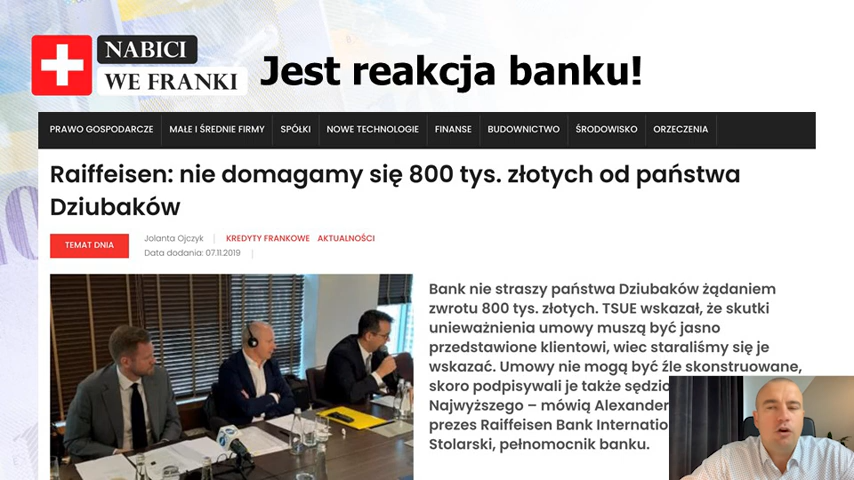 NABICI
WE FRANKI
Jest reakcja banku!
PRAWO GOSPODARCZE MAŁE I ŚREDNIE FIRMY SPÓŁKI NOWE TECHNOLOGIE FINANSE BUDOWNICTWO ŚRODOWISKO ORZECZENIA
Raiffeisen: nie domagamy się 800 tys. złotych od państwa
Dziubaków
TEMAT DNIA
Jolanta Ojczyk KREDYTY FRANKOWE AKTUALNOŚCI
Data dodania: 07.11.2019
Bank nie straszy państwa Dziubaków żądaniem
zwrotu 800 tys. złotych. TSUE wskazał, że skutki
unieważnienia umowy muszą być jasno
przedstawione klientowi, wiec staraliśmy się je
wskazać. Umowy nie mogą być źle skonstruowane,
skoro podpisywali je także
Najwyższego – mówią
prezes Raiffeisen Bank
Stolarski, pełnomocnik banku.